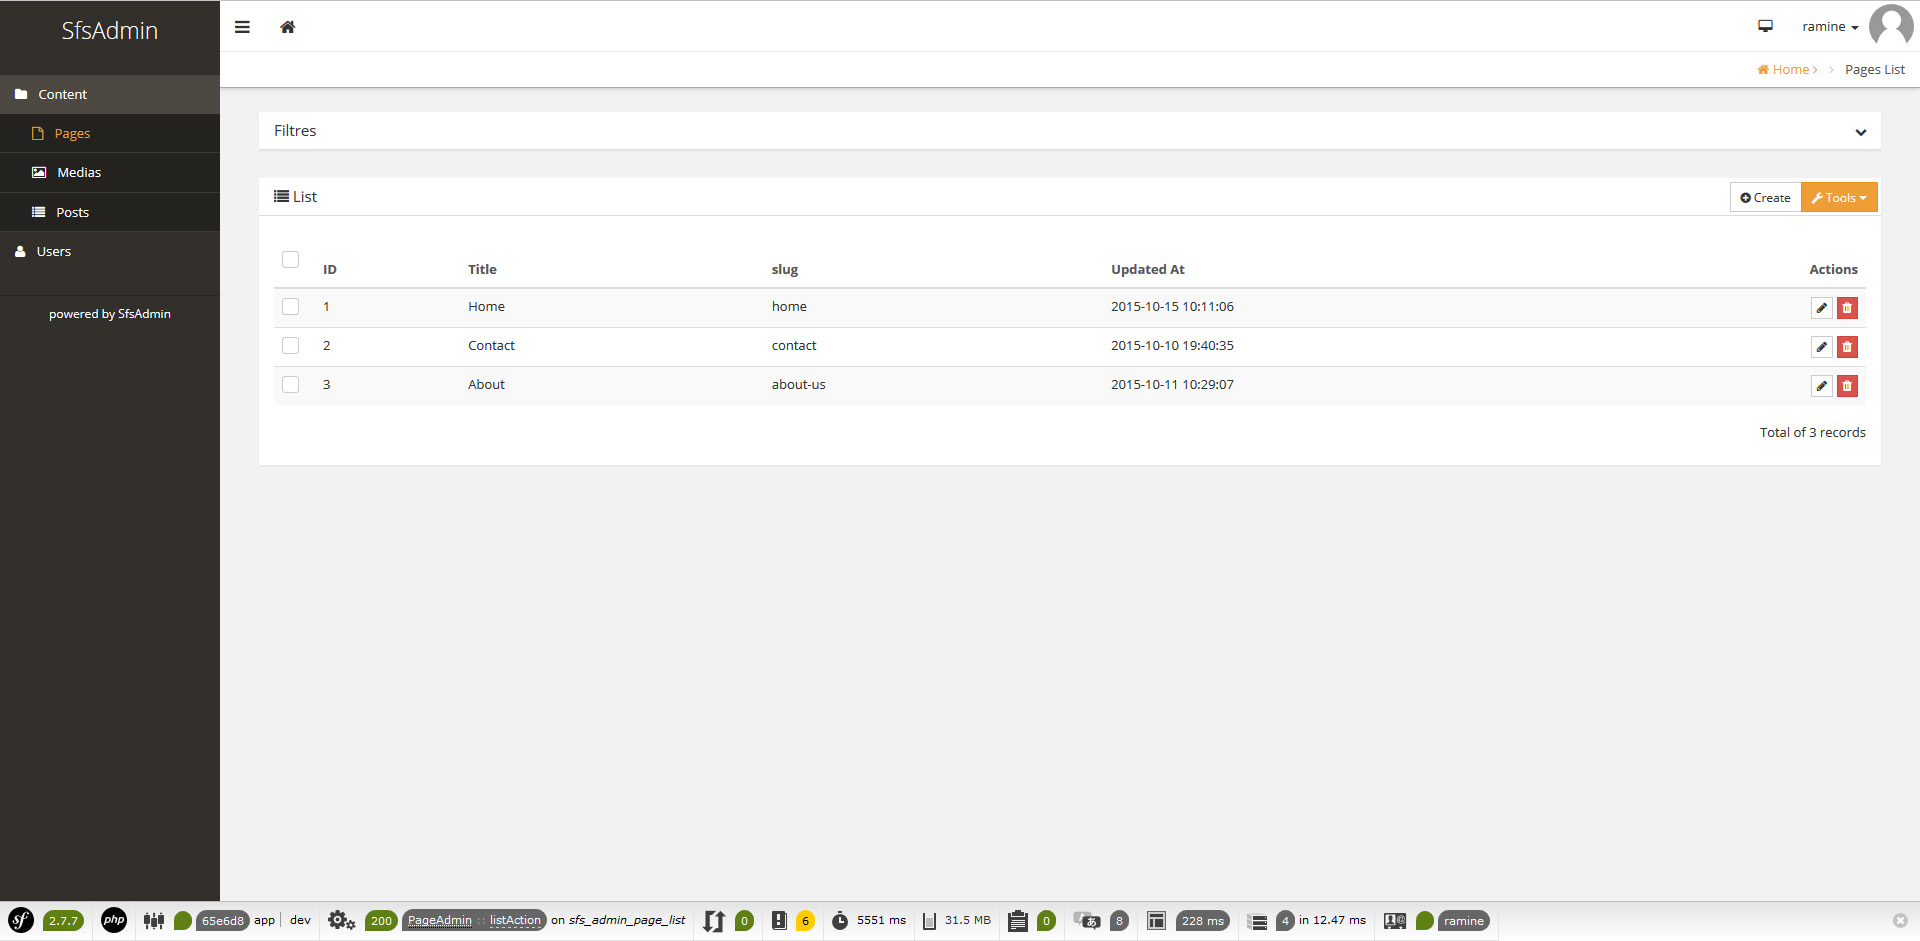 SfsAdmin
ramine
Home
Pages List
Content
Pages
Medias
Posts
Users
powered by SfsAdmin
Filtres
List
Create Tools
ID Title slug Updated At Actions
1 Home home 2015-10-15 10:11:06
2 Contact contact 2015-10-10 19:40:35
3 About about-us 2015-10-11 10:29:07
Total of 3 records
sf 2.7.7 php 65e6d8 app dev 200 PageAdmin :: listAction on sfs_admin_page_list 0 6 5551 ms 31.5 MB 0 8 228 ms 4 in 12.47 ms ramine